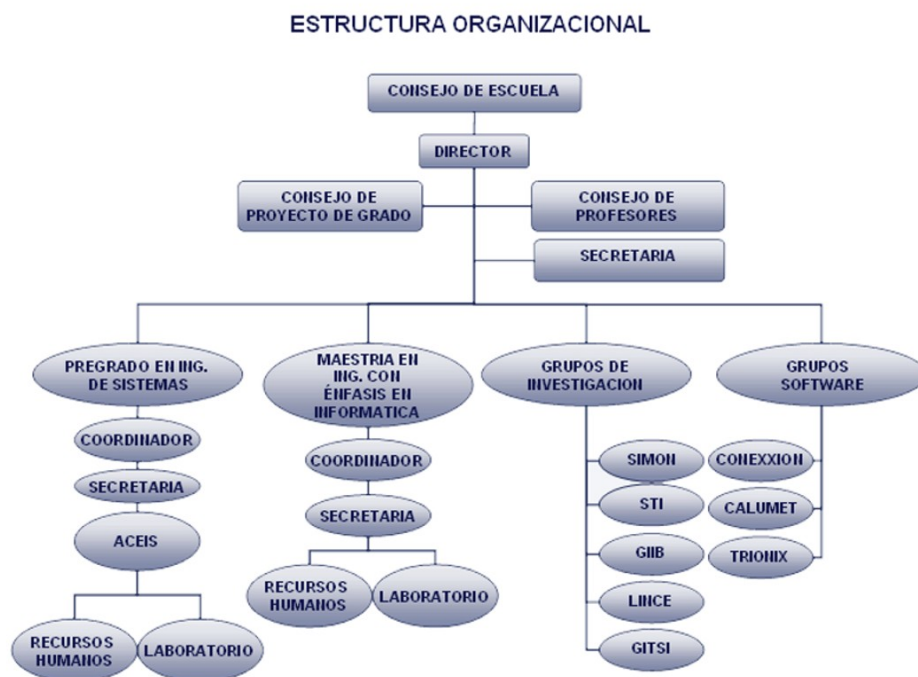 ESTRUCTURA ORGANIZACIONAL
CONSEJO DE ESCUELA
DIRECTOR
CONSEJO DE
PROYECTO DE GRADO
CONSEJO DE
PROFESORES
SECRETARIA
PREGRADO EN ING.
DE SISTEMAS
MAESTRIA EN
ING. CON
ÉNFASIS EN
INFORMATICA
GRUPOS DE
INVESTIGACION
GRUPOS
SOFTWARE
COORDINADOR
SECRETARIA
ACEIS
RECURSOS
HUMANOS
LABORATORIO
COORDINADOR
SECRETARIA
RECURSOS
HUMANOS
LABORATORIO
SIMON
STI
GIIB
LINCE
GITSI
CONEXXION
CALUMET
TRIONIX